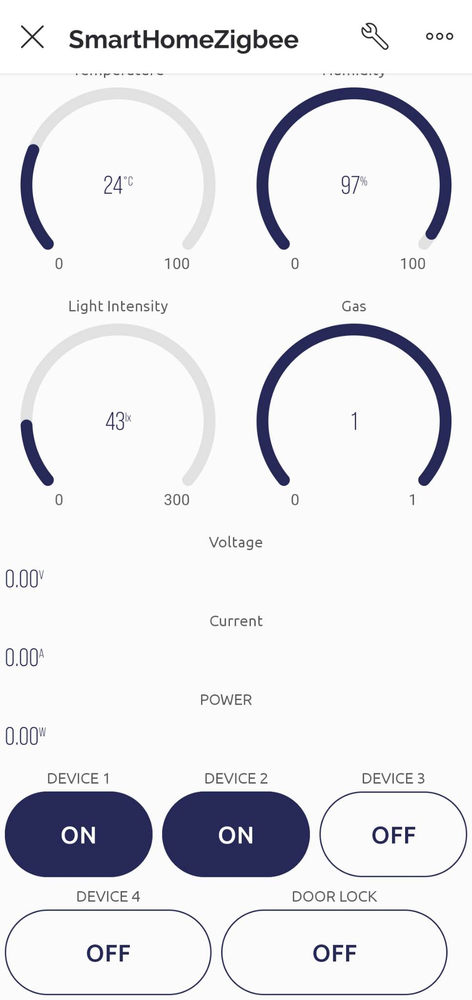 SmartHomeZigbee
Temperature Humidity
24°C 97%
0 100 0 100
Light Intensity Gas
43lx 1
0 300 0 1
Voltage
0.00V
Current
0.00A
POWER
0.00W
DEVICE 1 DEVICE 2 DEVICE 3
ON ON OFF
DEVICE 4 DOOR LOCK
OFF OFF